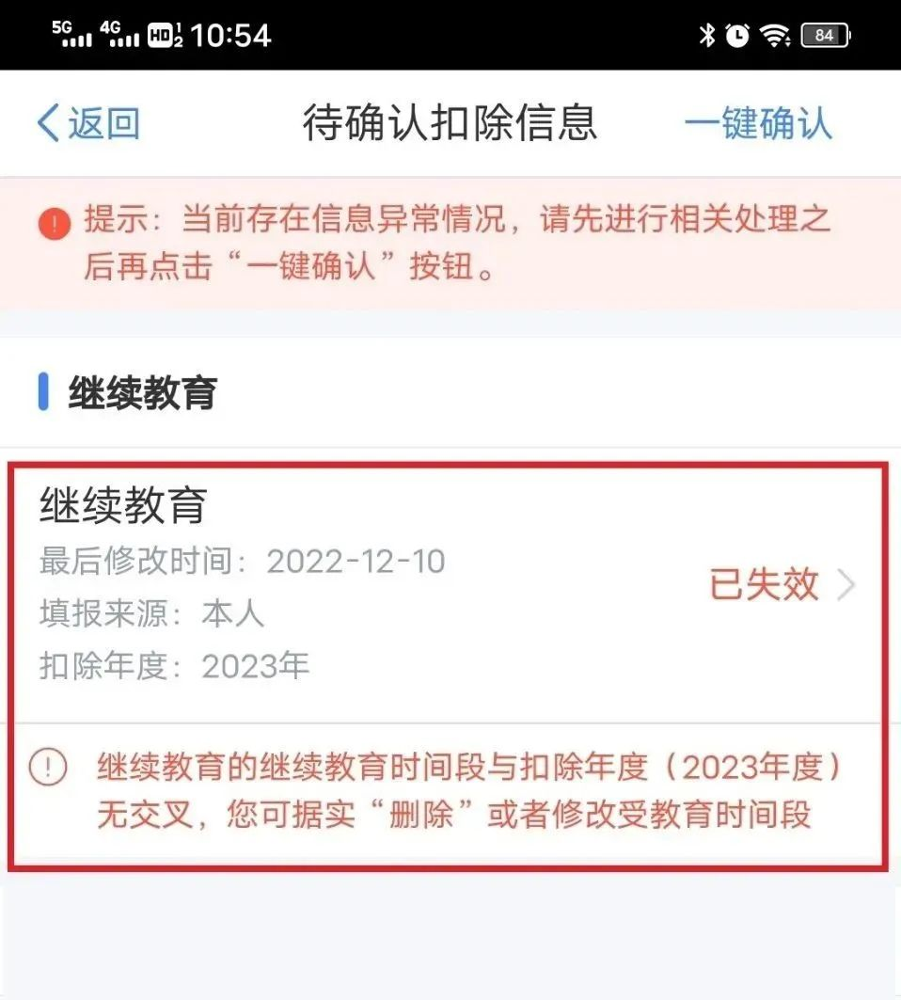 5G 4G HD 1 2 10:54 84
返回 待确认扣除信息 一键确认
提示：当前存在信息异常情况，请先进行相关处理之
后再点击“一键确认”按钮。
继续教育
继续教育
最后修改时间：2022-12-10
已失效
填报来源：本人
扣除年度：2023年
继续教育的继续教育时间段与扣除年度（2023年度）
无交叉，您可据实“删除”或者修改受教育时间段